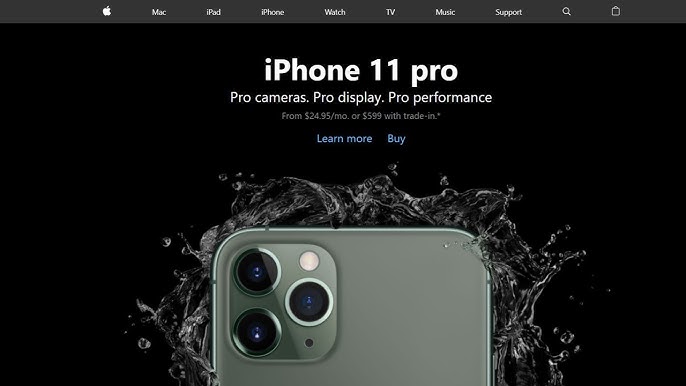 Mac iPad iPhone Watch TV Music Support
iPhone 11 pro
Pro cameras. Pro display. Pro performance
From $24.95/mo. or $599 with trade-in.*
Learn more Buy